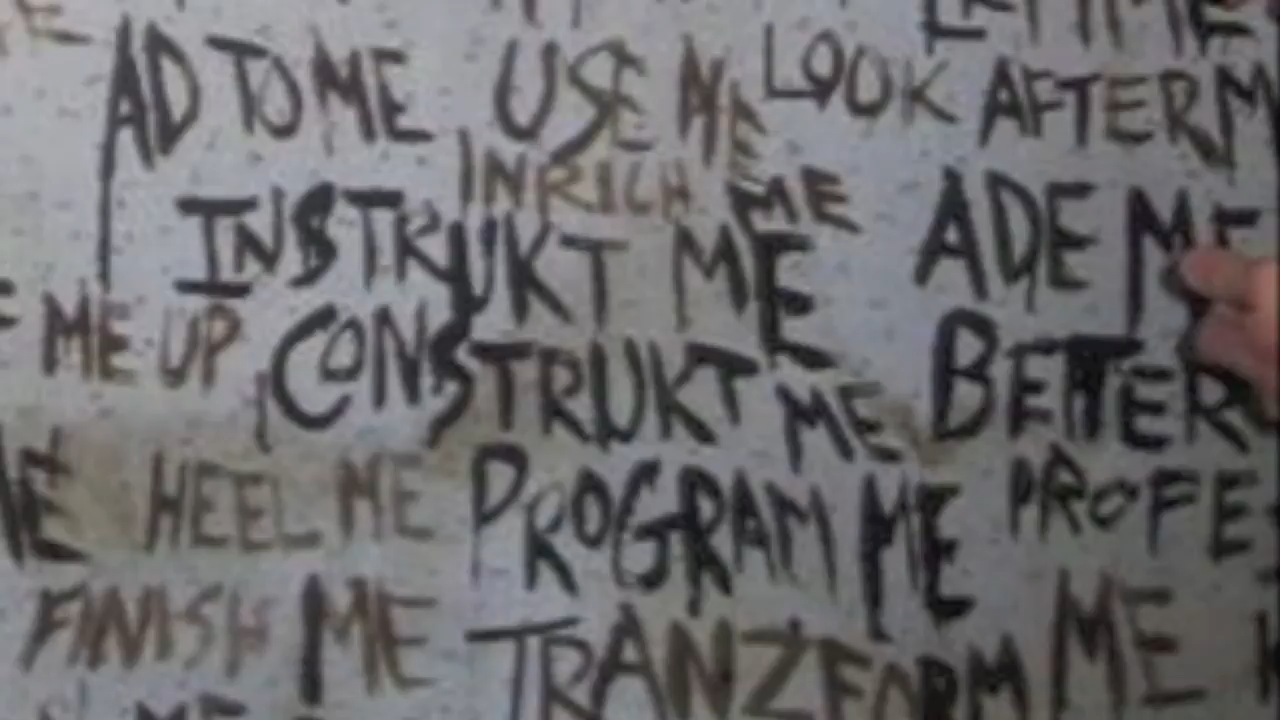 AD TO ME USE ME LOOK AFTER M
INRICH ME
INSTRUKT ME ADE ME
ME UP CONSTRUKT ME BETTER
ME HEEL ME PROGRAM ME PROFE
FINISH ME TRANZFORM ME